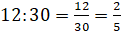 12:30 = 12/30 = 2/5